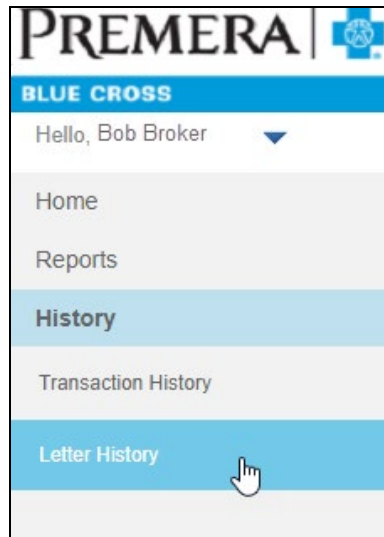 PREMERA
BLUE CROSS
Hello, Bob Broker
Home
Reports
History
Transaction History
Letter History